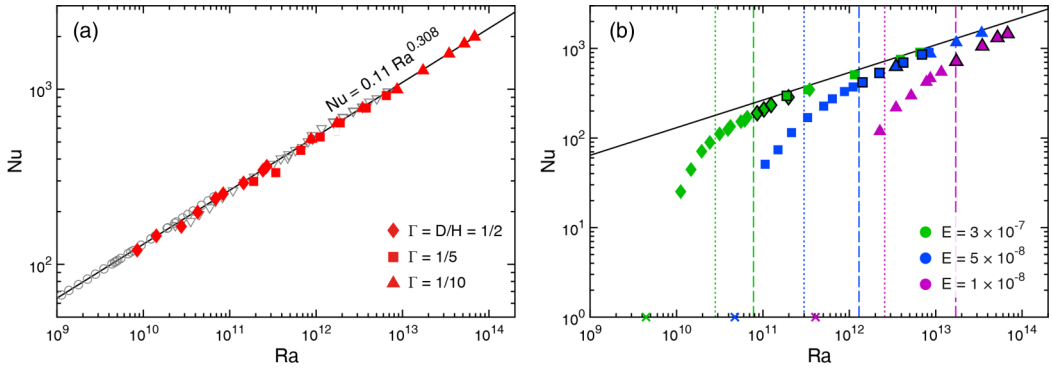 (a)
Nu = 0.11 Ra^0.308
10^3
10^2
Nu
Γ = D/H = 1/2
Γ = 1/5
Γ = 1/10
10^9 10^10 10^11 10^12 10^13 10^14
Ra
(b)
10^3
10^2
10^1
10^0
Nu
E = 3 × 10^-7
E = 5 × 10^-8
E = 1 × 10^-8
10^9 10^10 10^11 10^12 10^13 10^14
Ra